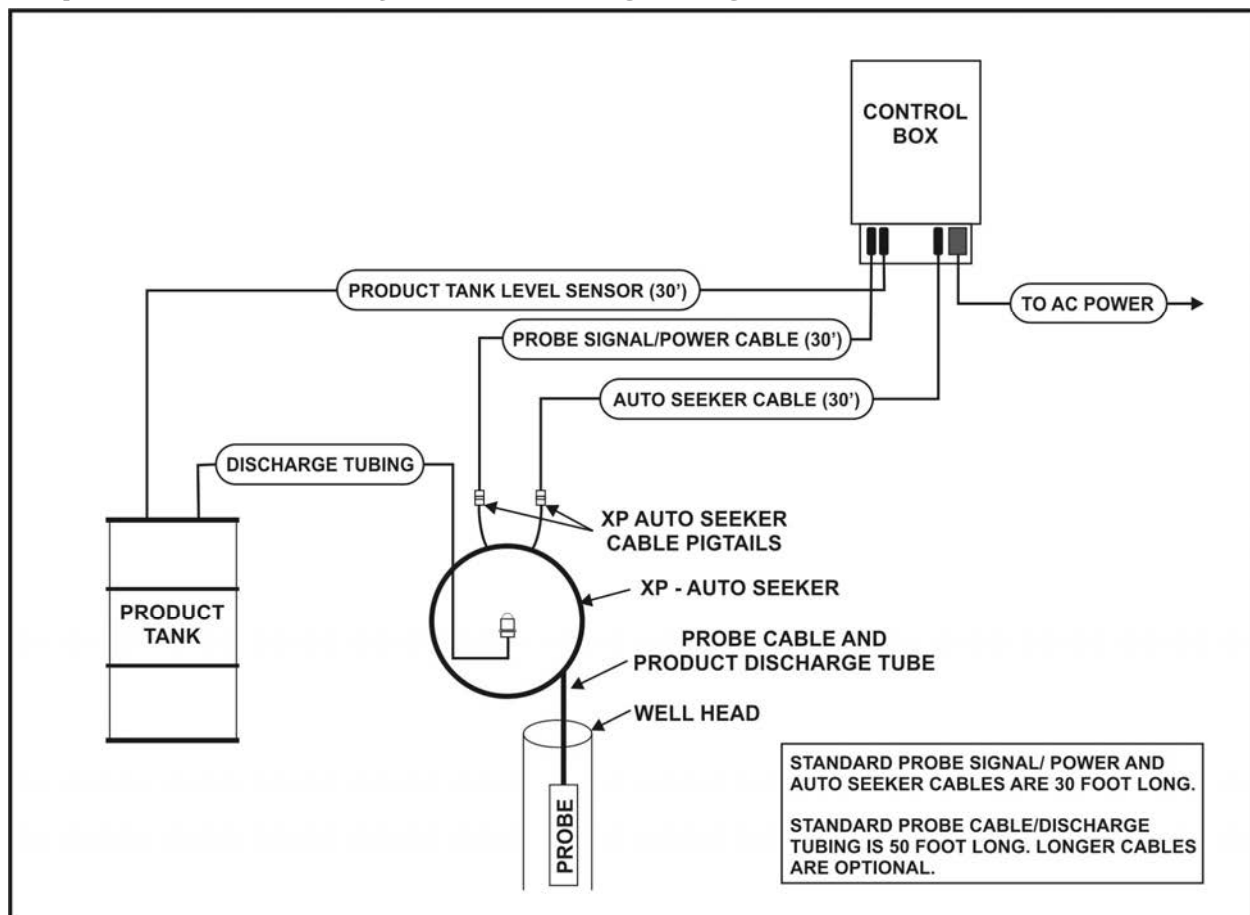 CONTROL
BOX
PRODUCT TANK LEVEL SENSOR (30')
TO AC POWER
PROBE SIGNAL/POWER CABLE (30')
AUTO SEEKER CABLE (30')
DISCHARGE TUBING
XP AUTO SEEKER
CABLE PIGTAILS
XP - AUTO SEEKER
PRODUCT
TANK
PROBE CABLE AND
PRODUCT DISCHARGE TUBE
WELL HEAD
PROBE
STANDARD PROBE SIGNAL/ POWER AND
AUTO SEEKER CABLES ARE 30 FOOT LONG.
STANDARD PROBE CABLE/DISCHARGE
TUBING IS 50 FOOT LONG. LONGER CABLES
ARE OPTIONAL.